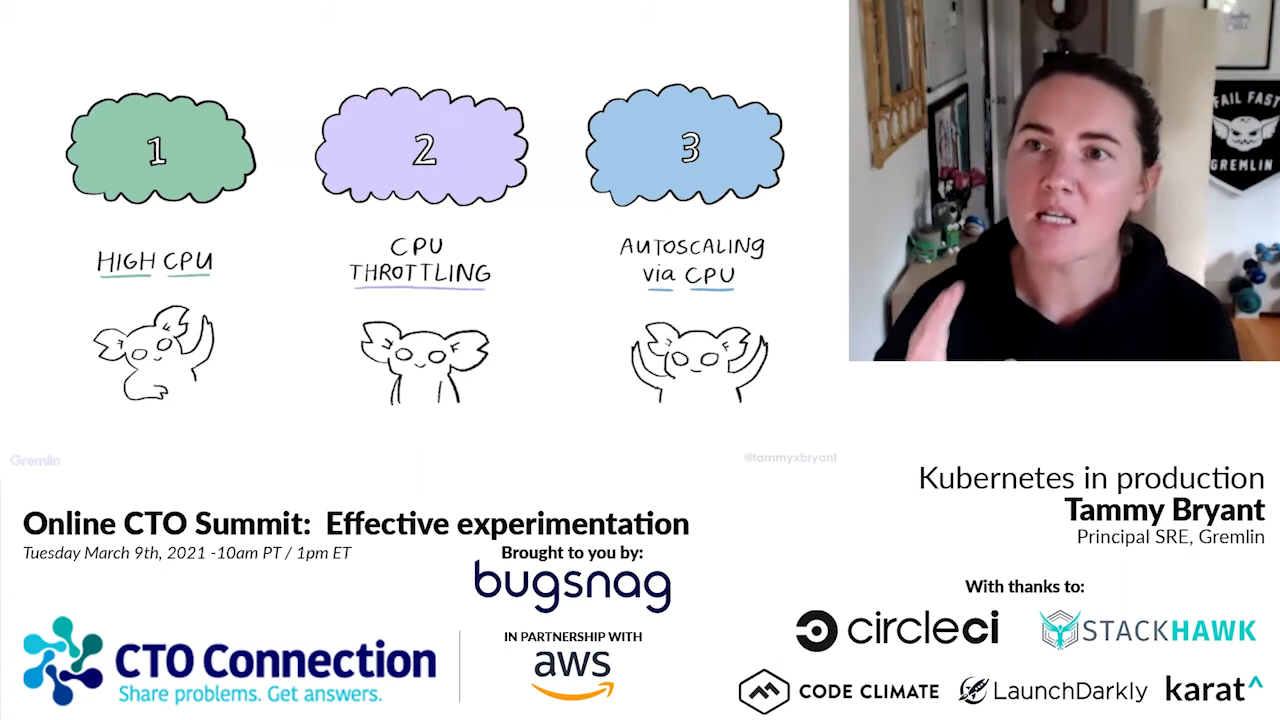 1
2
3
HIGH CPU
CPU
THROTTLING
AUTOSCALING
via CPU
FAIL FAST
GREMLIN
Gremlin
@tammyxbryant
Kubernetes in production
Tammy Bryant
Principal SRE, Gremlin
Online CTO Summit: Effective experimentation
Tuesday March 9th, 2021 -10am PT / 1pm ET
Brought to you by:
bugsnag
IN PARTNERSHIP WITH
aws
CTO Connection
Share problems. Get answers.
With thanks to:
circleci
STACKHAWK
CODE CLIMATE
LaunchDarkly
karat^